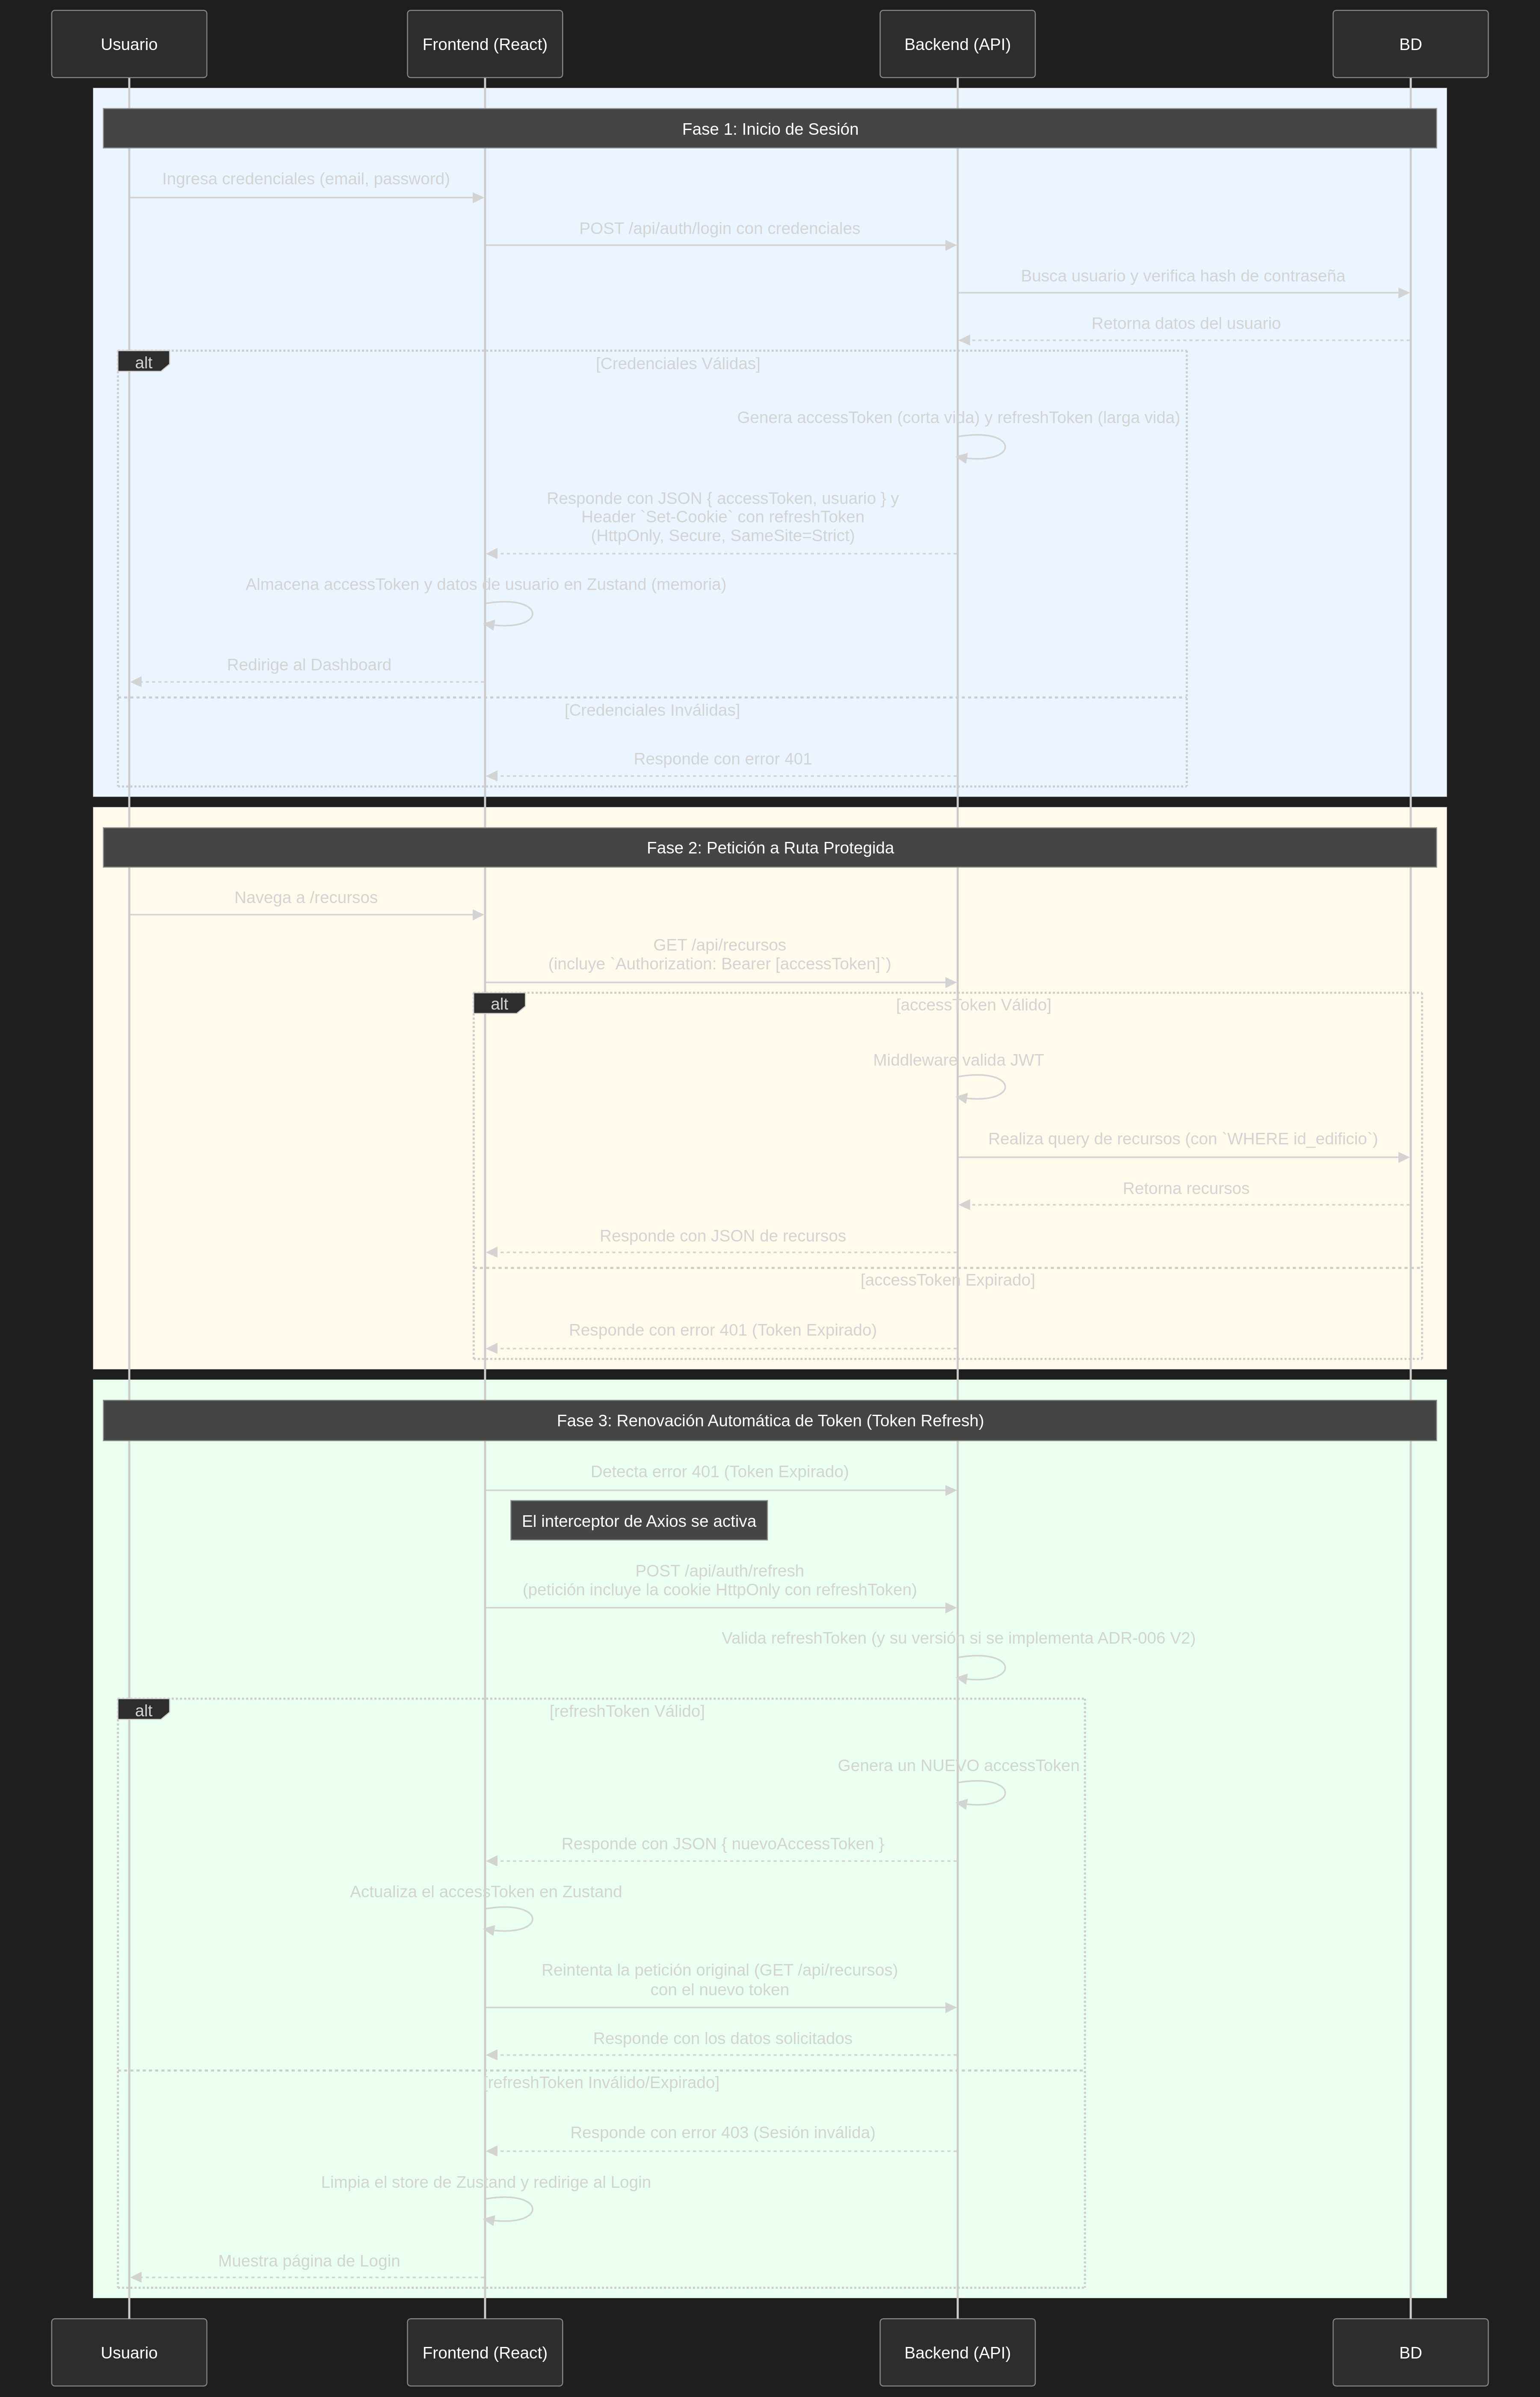 Usuario
Frontend (React)
Backend (API)
BD
Fase 1: Inicio de Sesión
Ingresa credenciales (email, password)
POST /api/auth/login con credenciales
Busca usuario y verifica hash de contraseña
Retorna datos del usuario
alt
[Credenciales Válidas]
Genera accessToken (corta vida) y refreshToken (larga vida)
Responde con JSON { accessToken, usuario } y
Header `Set-Cookie` con refreshToken
(HttpOnly, Secure, SameSite=Strict)
Almacena accessToken y datos de usuario en Zustand (memoria)
Redirige al Dashboard
[Credenciales Inválidas]
Responde con error 401
Fase 2: Petición a Ruta Protegida
Navega a /recursos
GET /api/recursos
(incluye `Authorization: Bearer [accessToken]`)
alt
[accessToken Válido]
Middleware valida JWT
Realiza query de recursos (con `WHERE id_edificio`)
Retorna recursos
Responde con JSON de recursos
[accessToken Expirado]
Responde con error 401 (Token Expirado)
Fase 3: Renovación Automática de Token (Token Refresh)
Detecta error 401 (Token Expirado)
El interceptor de Axios se activa
POST /api/auth/refresh
(petición incluye la cookie HttpOnly con refreshToken)
Valida refreshToken (y su versión si se implementa ADR-006 V2)
alt
[refreshToken Válido]
Genera un NUEVO accessToken
Responde con JSON { nuevoAccessToken }
Actualiza el accessToken en Zustand
Reintenta la petición original (GET /api/recursos)
con el nuevo token
Responde con los datos solicitados
[refreshToken Inválido/Expirado]
Responde con error 403 (Sesión inválida)
Limpia el store de Zustand y redirige al Login
Muestra página de Login
Usuario
Frontend (React)
Backend (API)
BD